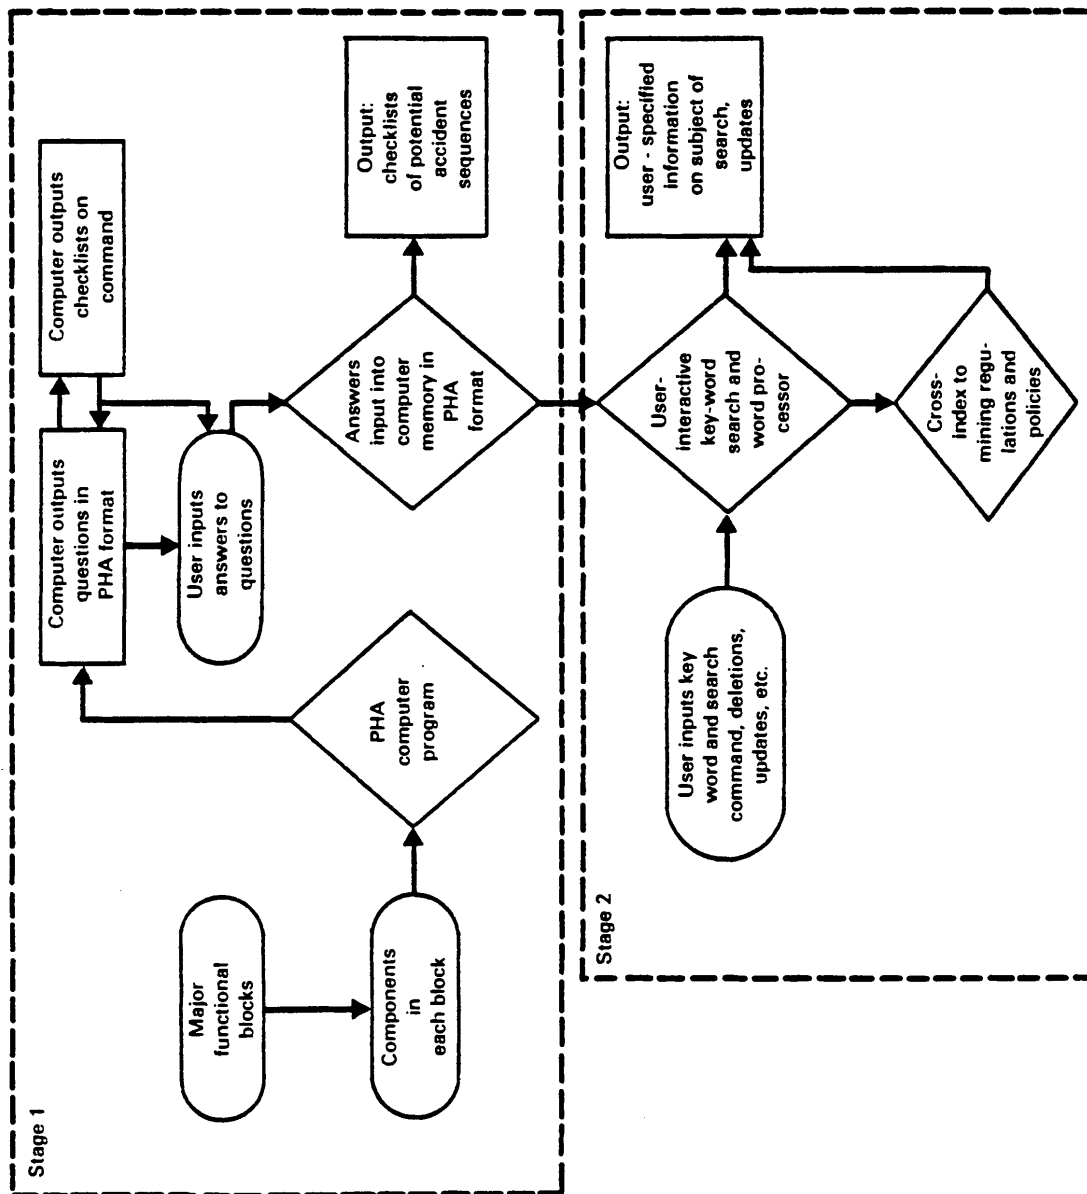 Stage 1
Major
functional
blocks
Components
in
each block
PHA
computer
program
Computer outputs
questions in
PHA format
Computer outputs
checklists on
command
User inputs
answers to
questions
Answers
input into
computer
memory in
PHA
format
Output:
checklists
of potential
accident
sequences
Stage 2
User inputs key
word and search
command, deletions,
updates, etc.
User-
interactive
key-word
search and
word pro-
cessor
Cross-
index to
mining regu-
lations and
policies
Output:
user - specified
information
on subject of
search,
updates